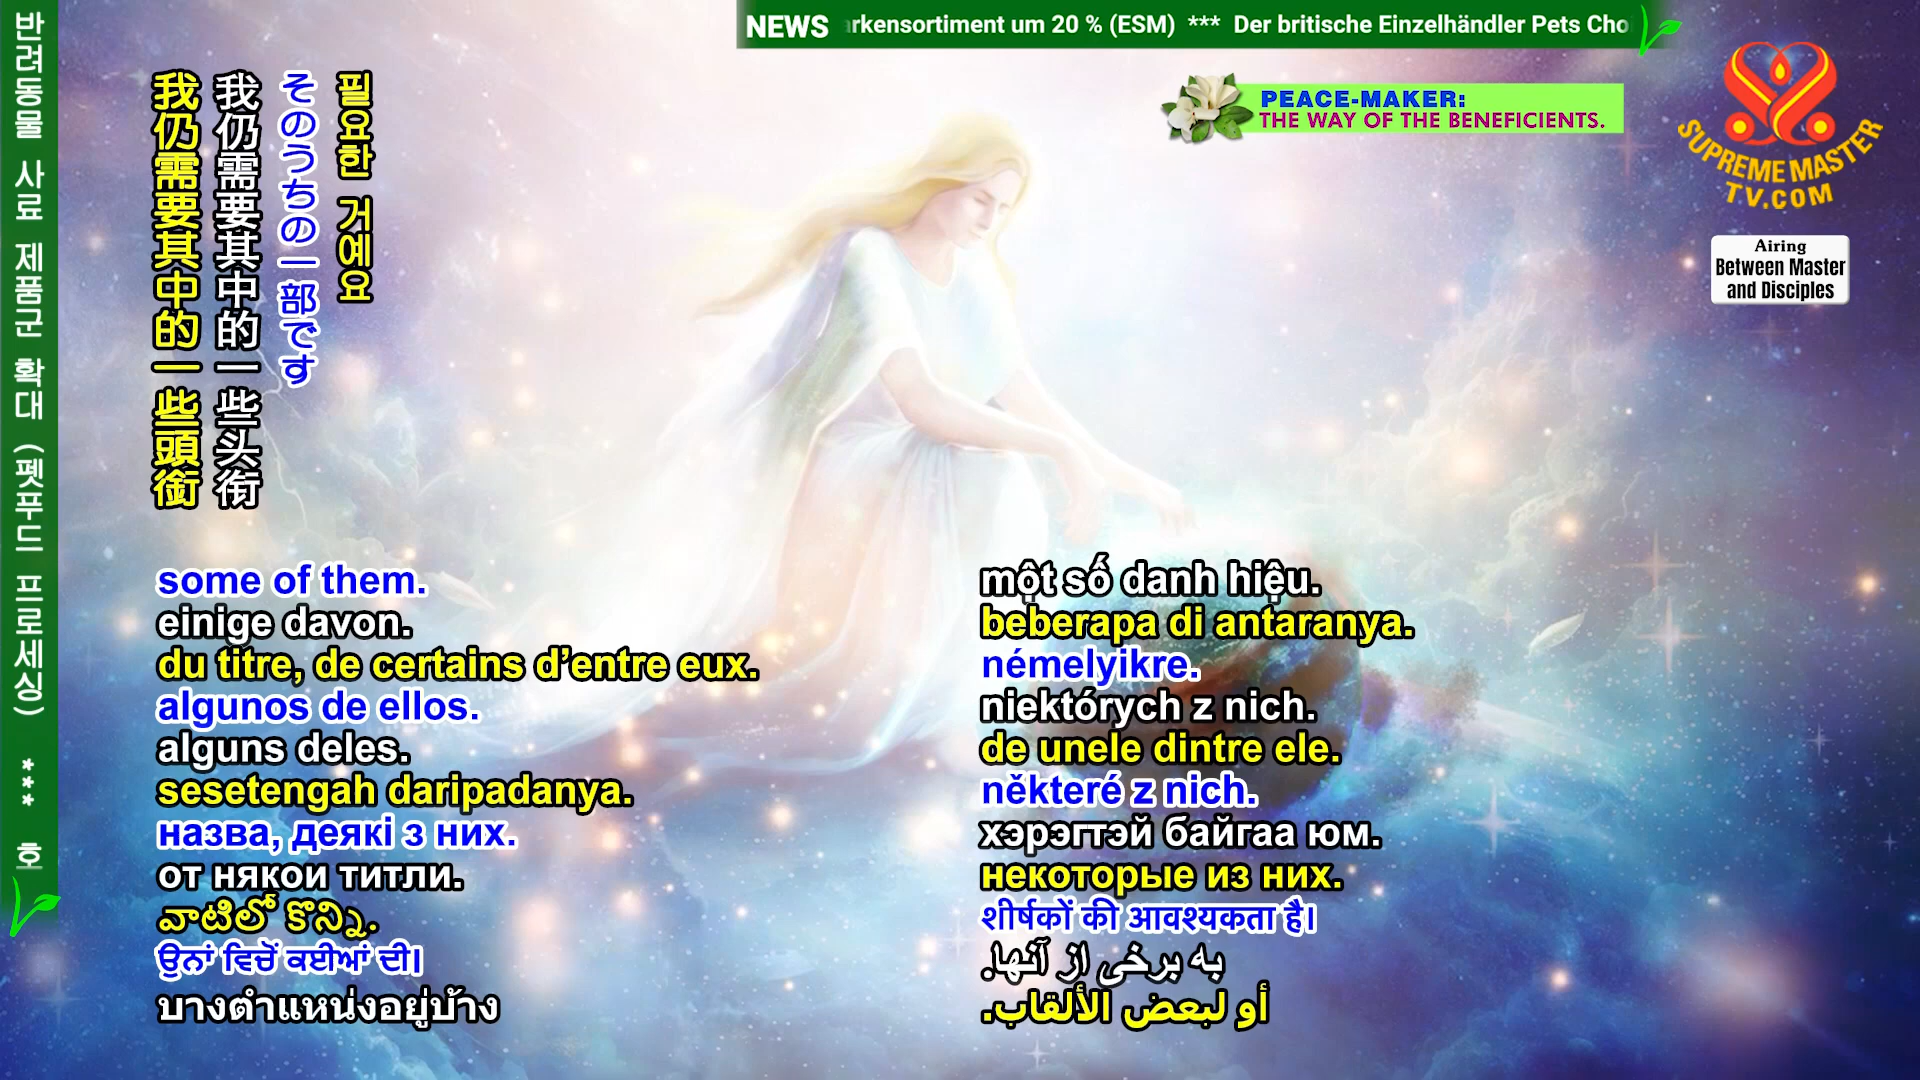 NEWS
rkensortiment um 20 % (ESM) *** Der britische Einzelhändler Pets Cho
PEACE-MAKER:
THE WAY OF THE BENEFICIENTS.
SUPREME MASTER
TV.COM
Airing
Between Master
and Disciples
반려동물 사료 제품군 확대 (펫푸드 프로세싱) *** 호
필요한 거예요
そのうちの一部です
我仍需要其中的一些头衔
我仍需要其中的一些頭銜
some of them.
einige davon.
du titre, de certains d’entre eux.
algunos de ellos.
alguns deles.
sesetengah daripadanya.
назва, деякі з них.
от някои титли.
వాటిలో కొన్ని.
ਉਨਾਂ ਵਿਚੋਂ ਕਈਆਂ ਦੀ।
บางตำแหน่งอยู่บ้าง
một số danh hiệu.
beberapa di antaranya.
némelyikre.
niektórych z nich.
de unele dintre ele.
některé z nich.
хэрэгтэй байгаа юм.
некоторые из них.
शीर्षकों की आवश्यकता है।
به برخی از آنها.
أو لبعض الألقاب.